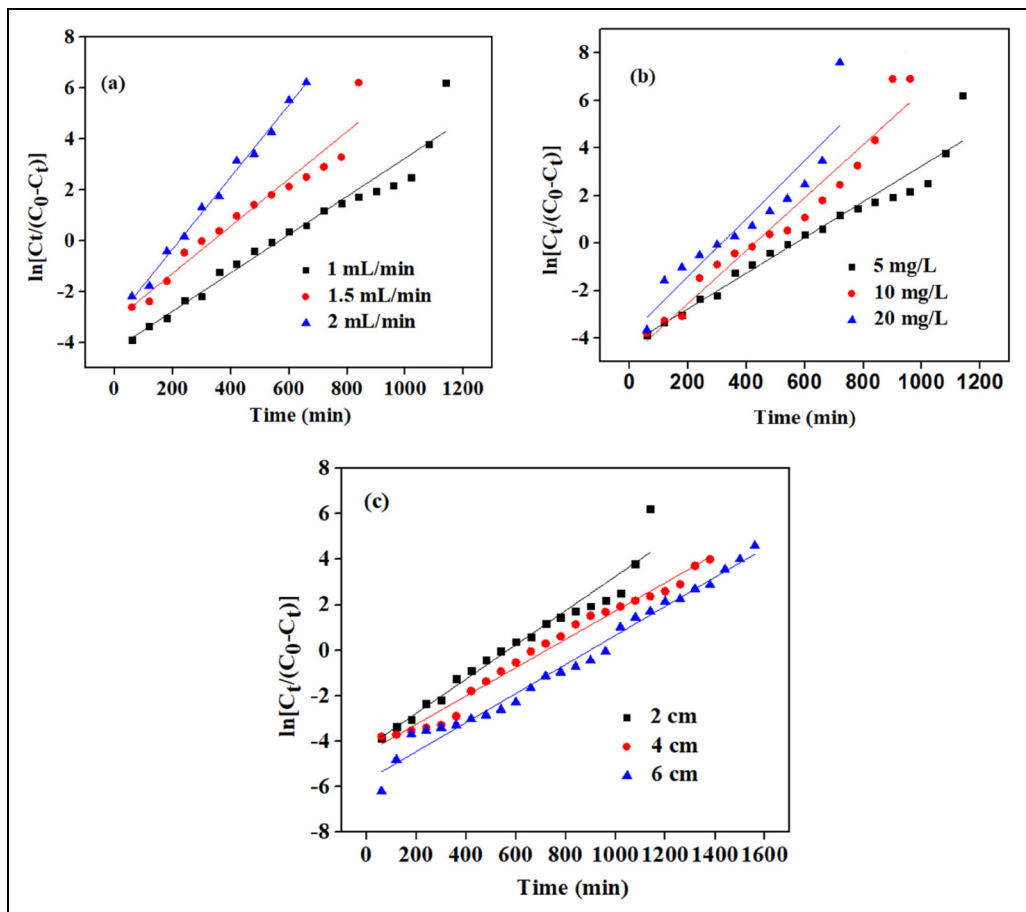 (a)
ln[Ct/(C0-Ct)]
8
6
4
2
0
-2
-4
1 mL/min
1.5 mL/min
2 mL/min
0 200 400 600 800 1000 1200
Time (min)
(b)
ln[Ct/(C0-Ct)]
8
6
4
2
0
-2
-4
5 mg/L
10 mg/L
20 mg/L
0 200 400 600 800 1000 1200
Time (min)
(c)
ln[Ct/(C0-Ct)]
8
6
4
2
0
-2
-4
-6
-8
2 cm
4 cm
6 cm
0 200 400 600 800 1000 1200 1400 1600
Time (min)